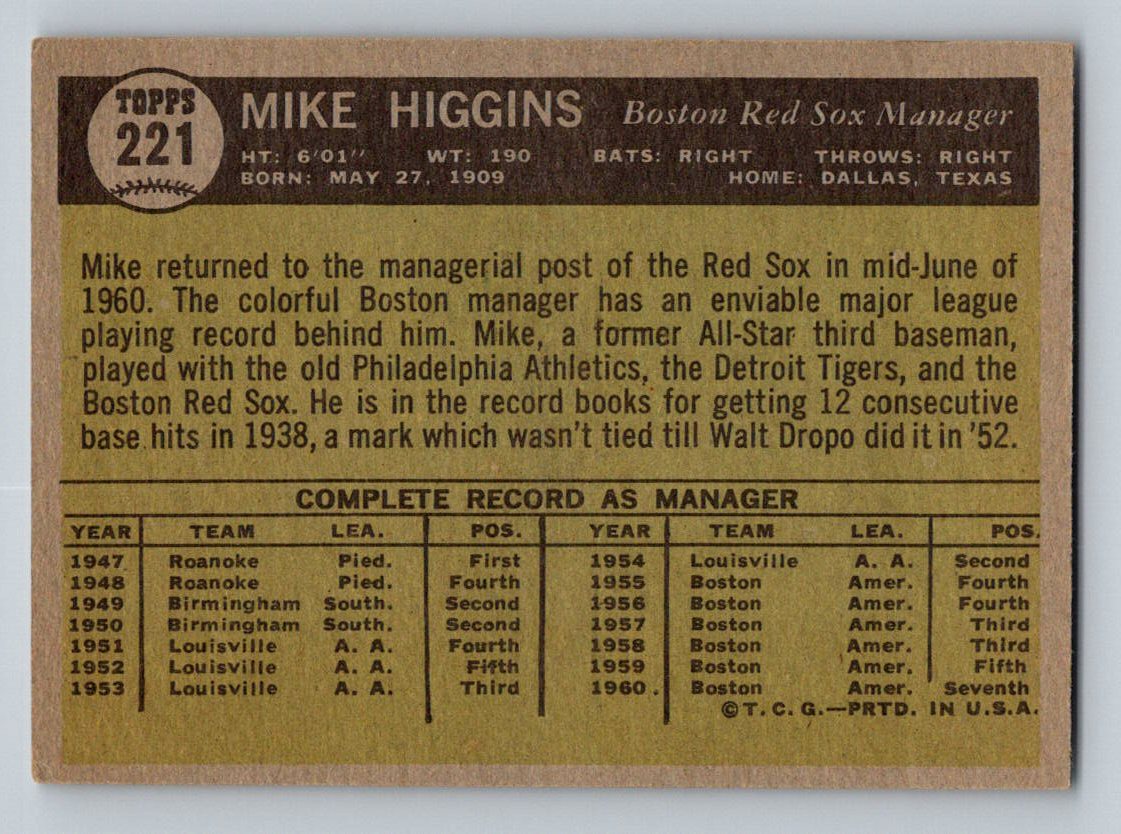 TOPPS
221
MIKE HIGGINS Boston Red Sox Manager
HT: 6'01" WT: 190 BATS: RIGHT THROWS: RIGHT
BORN: MAY 27, 1909 HOME: DALLAS, TEXAS
Mike returned to the managerial post of the Red Sox in mid-June of
1960. The colorful Boston manager has an enviable major league
playing record behind him. Mike, a former All-Star third baseman,
played with the old Philadelphia Athletics, the Detroit Tigers, and the
Boston Red Sox. He is in the record books for getting 12 consecutive
base hits in 1938, a mark which wasn't tied till Walt Dropo did it in '52.
COMPLETE RECORD AS MANAGER
YEAR TEAM LEA. POS. YEAR TEAM LEA. POS.
1947 Roanoke Pied. First 1954 Louisville A. A. Second
1948 Roanoke Pied. Fourth 1955 Boston Amer. Fourth
1949 Birmingham South. Second 1956 Boston Amer. Fourth
1950 Birmingham South. Second 1957 Boston Amer. Third
1951 Louisville A. A. Fourth 1958 Boston Amer. Third
1952 Louisville A. A. Fifth 1959 Boston Amer. Fifth
1953 Louisville A. A. Third 1960 . Boston Amer. Seventh
©T. C. G.—PRTD. IN U.S.A.